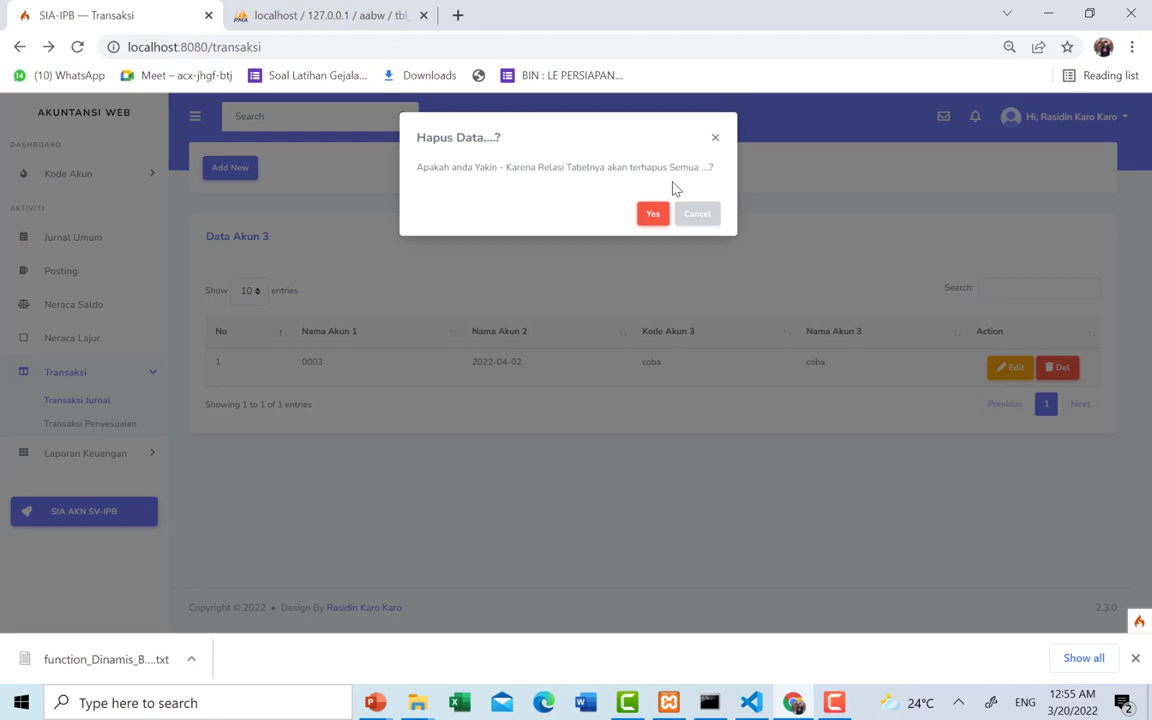 SIA-IPB — Transaksi
localhost / 127.0.0.1 / aabw / tbl_
localhost:8080/transaksi
(10) WhatsApp
Meet – acx-jhgf-btj
Soal Latihan Gejala...
Downloads
BIN : LE PERSIAPAN...
Reading list
AKUNTANSI WEB
Search
Hi, Rasidin Karo Karo
Hapus Data....?
Apakah anda Yakin - Karena Relasi Tabelnya akan terhapus Semua ....?
Yes
Cancel
DASHBOARD
Kode Akun
AKTIVITI
Jurnal Umum
Posting
Neraca Saldo
Neraca Lajur
Transaksi
Transaksi Jurnal
Transaksi Penyesuaian
Laporan Keuangan
SIA AKN SV-IPB
Add New
Data Akun 3
Show 10 entries
Search:
No Nama Akun 1 Nama Akun 2 Kode Akun 3 Nama Akun 3 Action
1 0003 2022-04-02 coba coba Edit Del
Showing 1 to 1 of 1 entries
Previous 1 Next
Copyright © 2022 • Design By Rasidin Karo Karo
2.3.0
function_Dinamis_B....txt
Show all
Type here to search
24°C
ENG
12:55 AM
3/20/2022
2